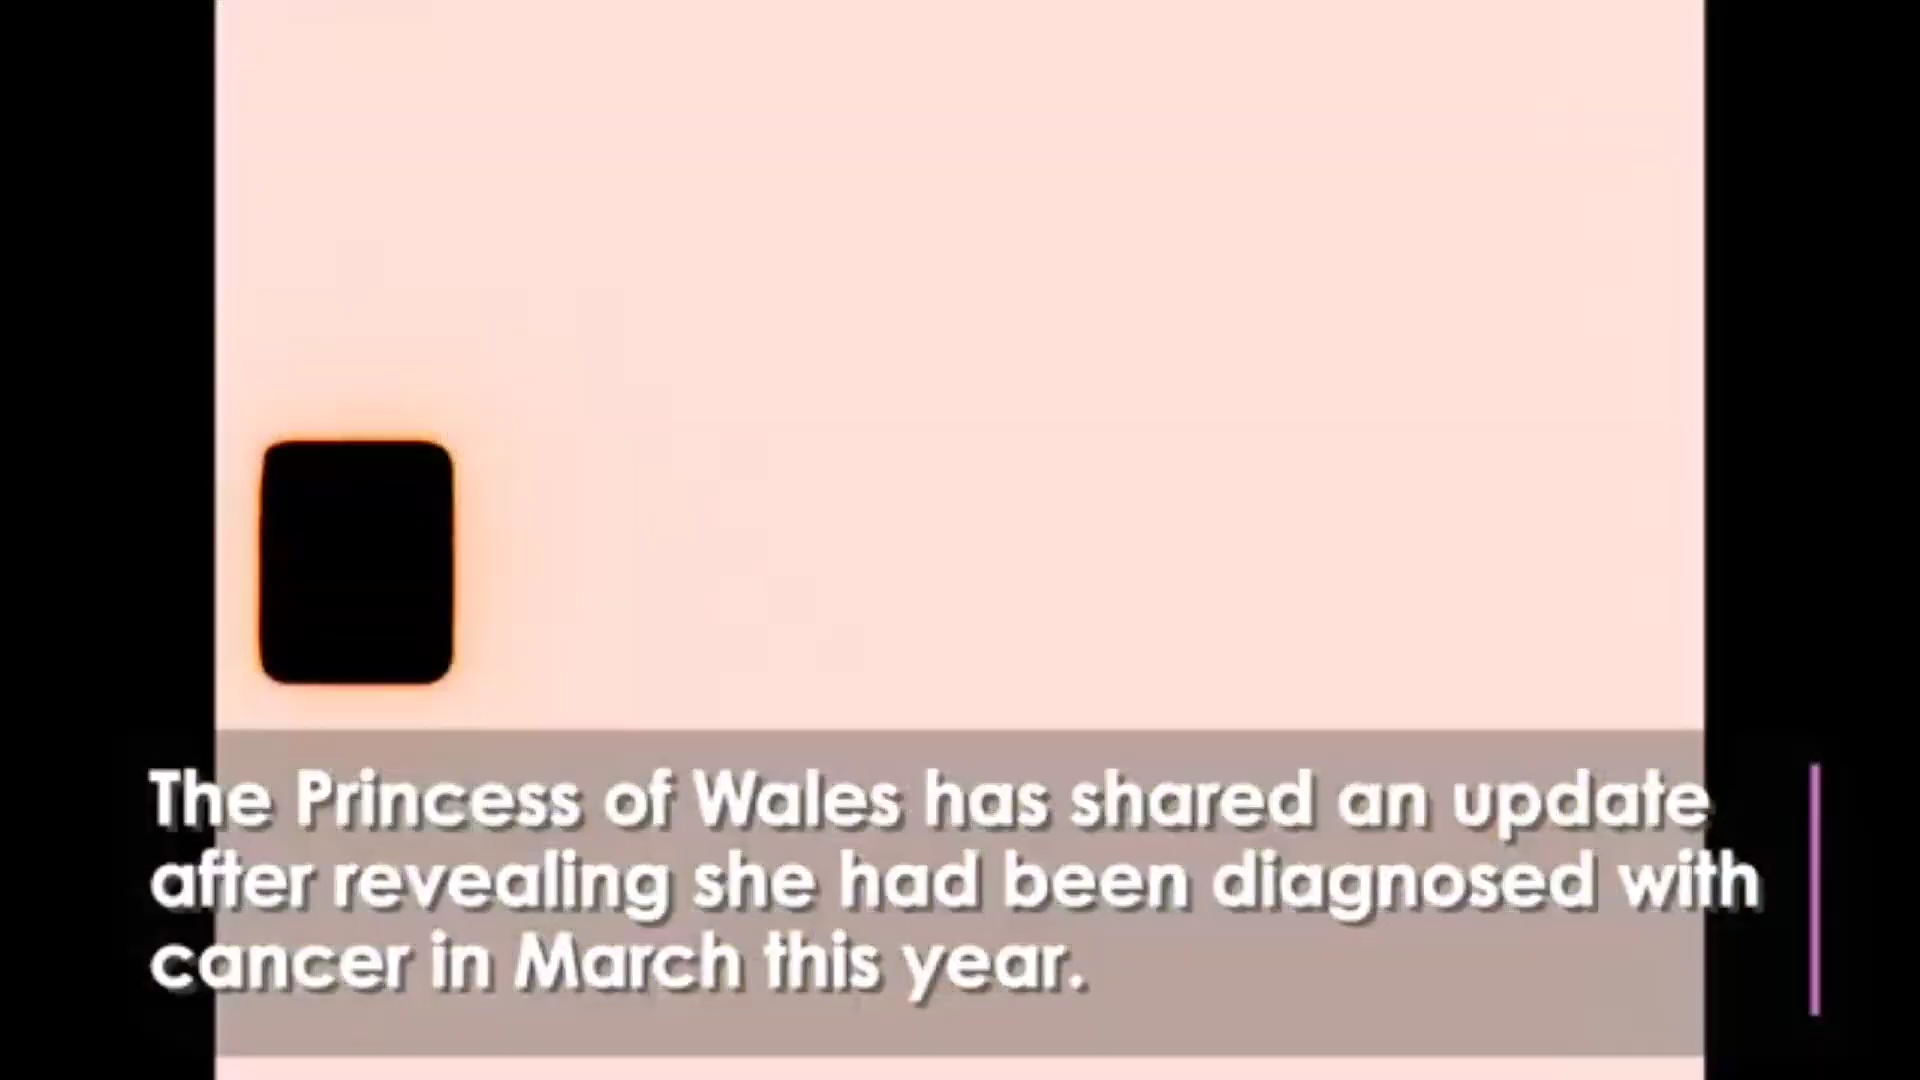 The Princess of Wales has shared an update
after revealing she had been diagnosed with
cancer in March this year.